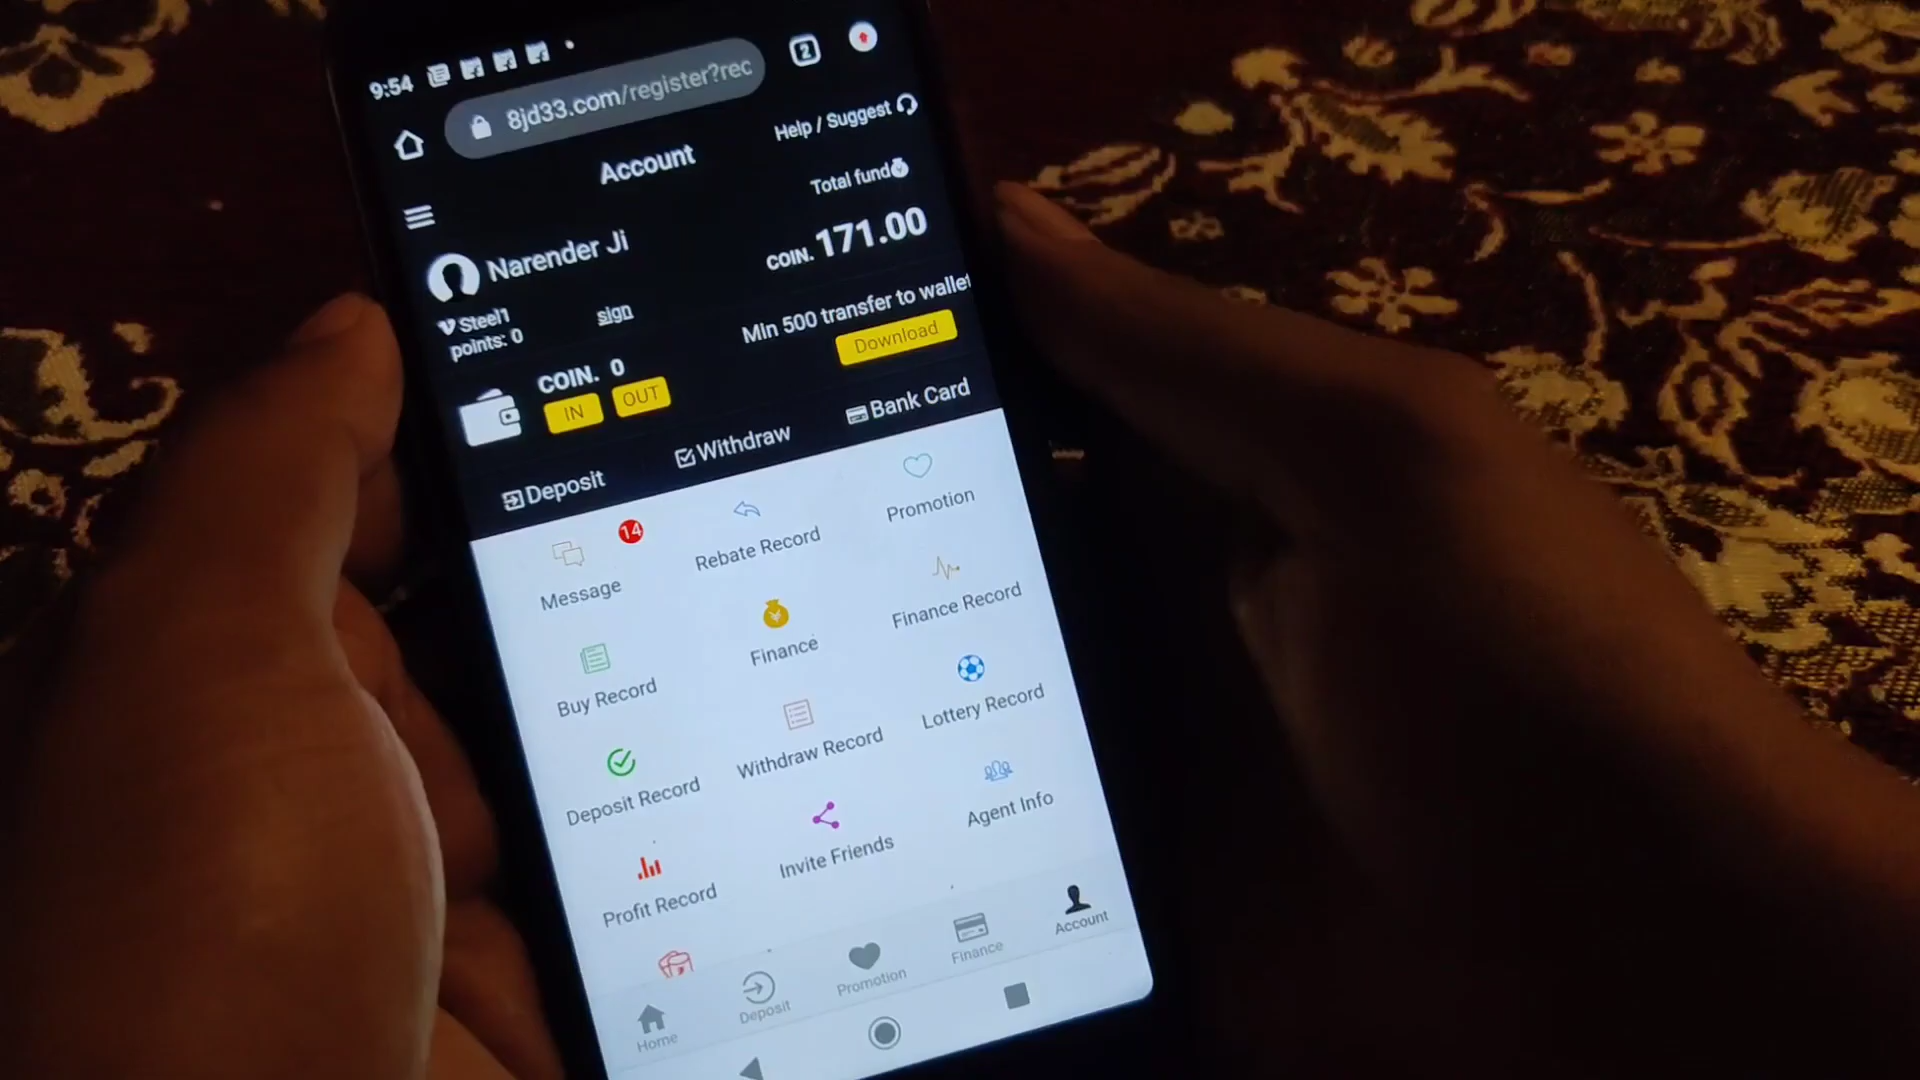 9:54
8jd33.com/register?rec
2
Account
Help / Suggest
Total fund
Narender Ji
COIN. 171.00
Steel1
points: 0
sign
Min 500 transfer to wallet
Download
COIN. 0
IN
OUT
Deposit
Withdraw
Bank Card
14
Message
Rebate Record
Promotion
Buy Record
Finance
Finance Record
Deposit Record
Withdraw Record
Lottery Record
Profit Record
Invite Friends
Agent Info
Home
Deposit
Promotion
Finance
Account